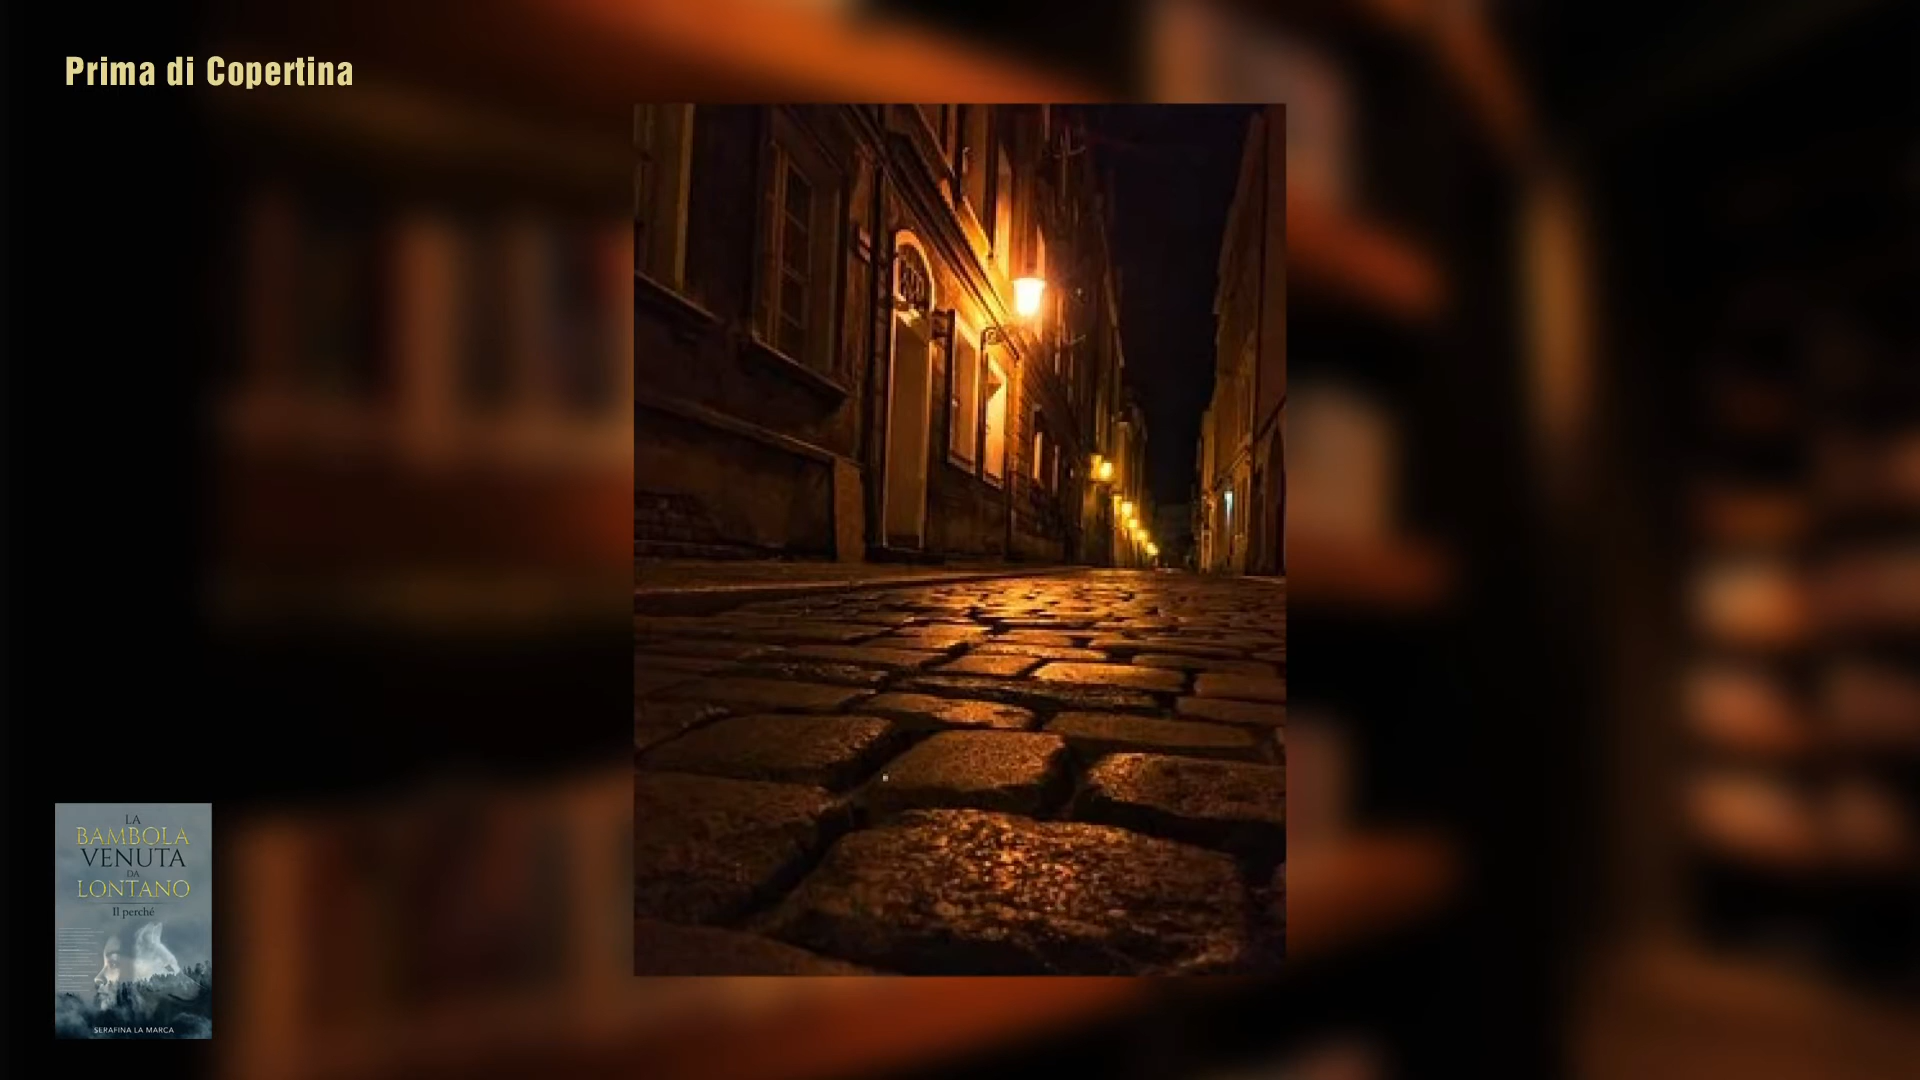 Prima di Copertina
LA
BAMBOLA
VENUTA
DA
LONTANO
Il perché
SERAFINA LA MARCA